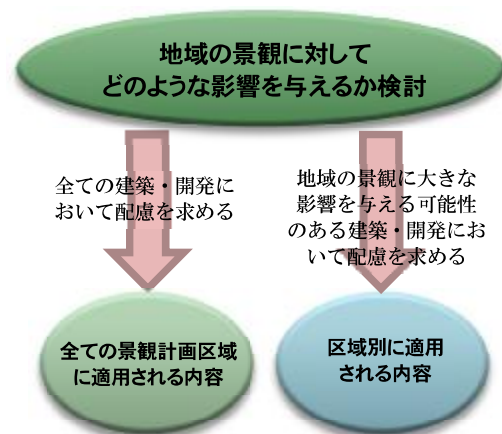 地域の景観に対して
どのような影響を与えるか検討
全ての建築・開発に
おいて配慮を求める
地域の景観に大きな
影響を与える可能性
のある建築・開発にお
いて配慮を求める
全ての景観計画区域
に適用される内容
区域別に適用
される内容